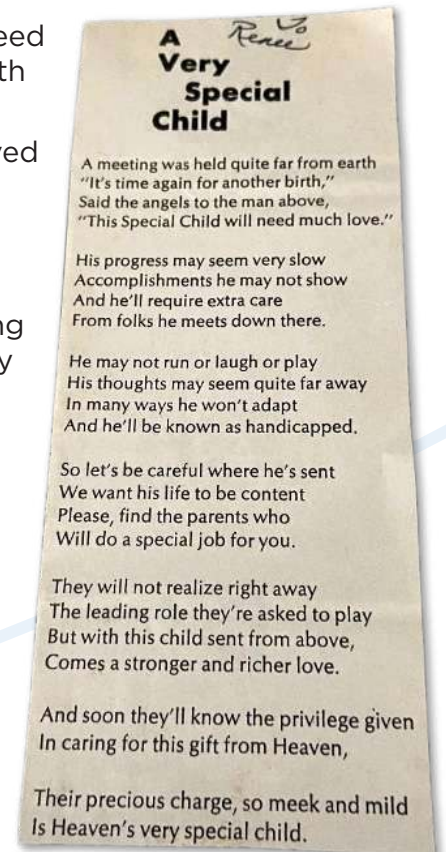 eed
th
ved
ng
y
To
Renee
A
Very
Special
Child
A meeting was held quite far from earth
“It’s time again for another birth,”
Said the angels to the man above,
“This Special Child will need much love.”
His progress may seem very slow
Accomplishments he may not show
And he’ll require extra care
From folks he meets down there.
He may not run or laugh or play
His thoughts may seem quite far away
In many ways he won’t adapt
And he’ll be known as handicapped.
So let’s be careful where he’s sent
We want his life to be content
Please, find the parents who
Will do a special job for you.
They will not realize right away
The leading role they’re asked to play
But with this child sent from above,
Comes a stronger and richer love.
And soon they’ll know the privilege given
In caring for this gift from Heaven,
Their precious charge, so meek and mild
Is Heaven’s very special child.